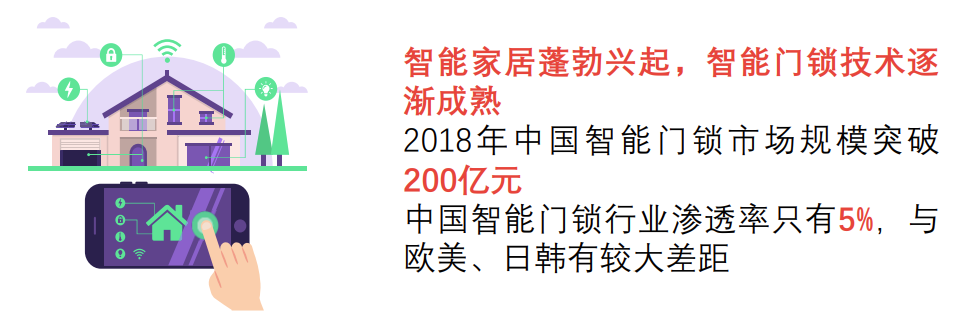 智能家居蓬勃兴起，智能门锁技术逐
渐成熟
2018年中国智能门锁市场规模突破
200亿元
中国智能门锁行业渗透率只有5%，与
欧美、日韩有较大差距